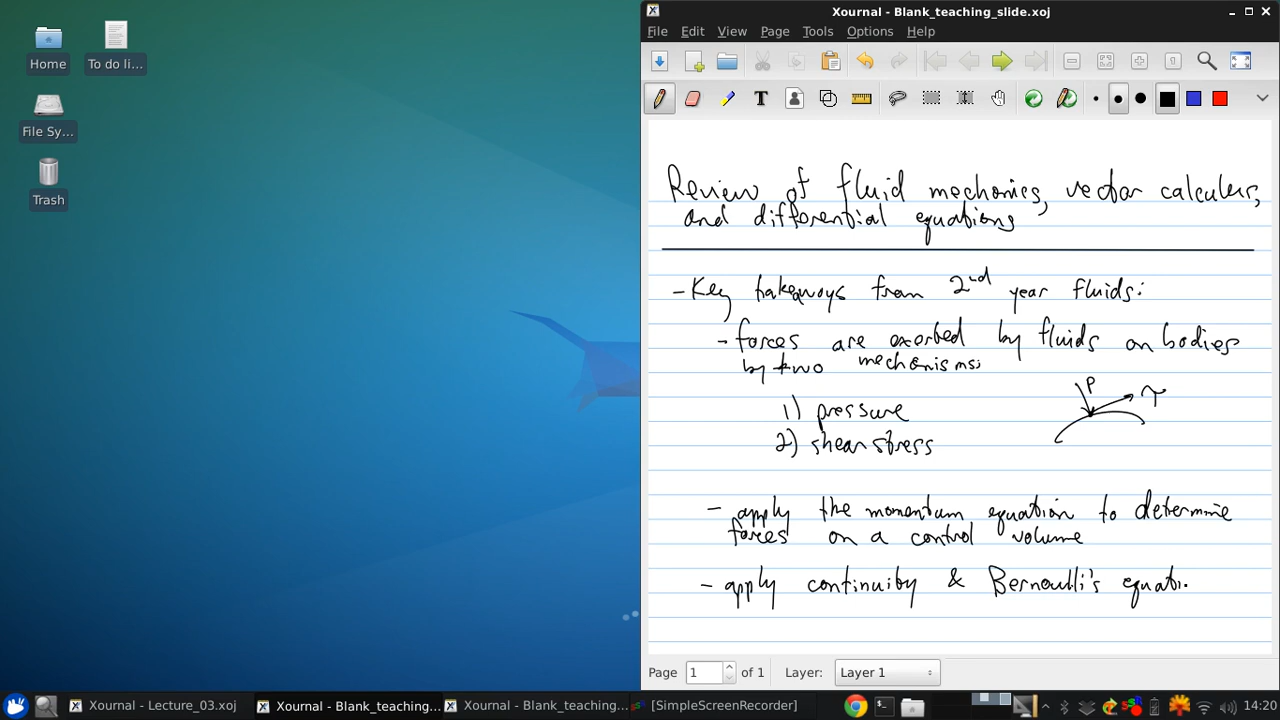 Xournal - Blank_teaching_slide.xoj
File Edit View Page Tools Options Help
Home
To do li...
File Sy...
Trash
Review of fluid mechanics, vector calculus,
and differential equations
- Key takeaways from 2nd year fluids:
- forces are exerted by fluids on bodies
by two mechanisms:
1) pressure
2) shear stress
P
τ
- apply the momentum equation to determine
forces on a control volume
- apply continuity & Bernoulli's equati
Page 1 of 1 Layer: Layer 1
Xournal - Lecture_03.xoj
Xournal - Blank_teaching...
Xournal - Blank_teaching...
[SimpleScreenRecorder]
14:20